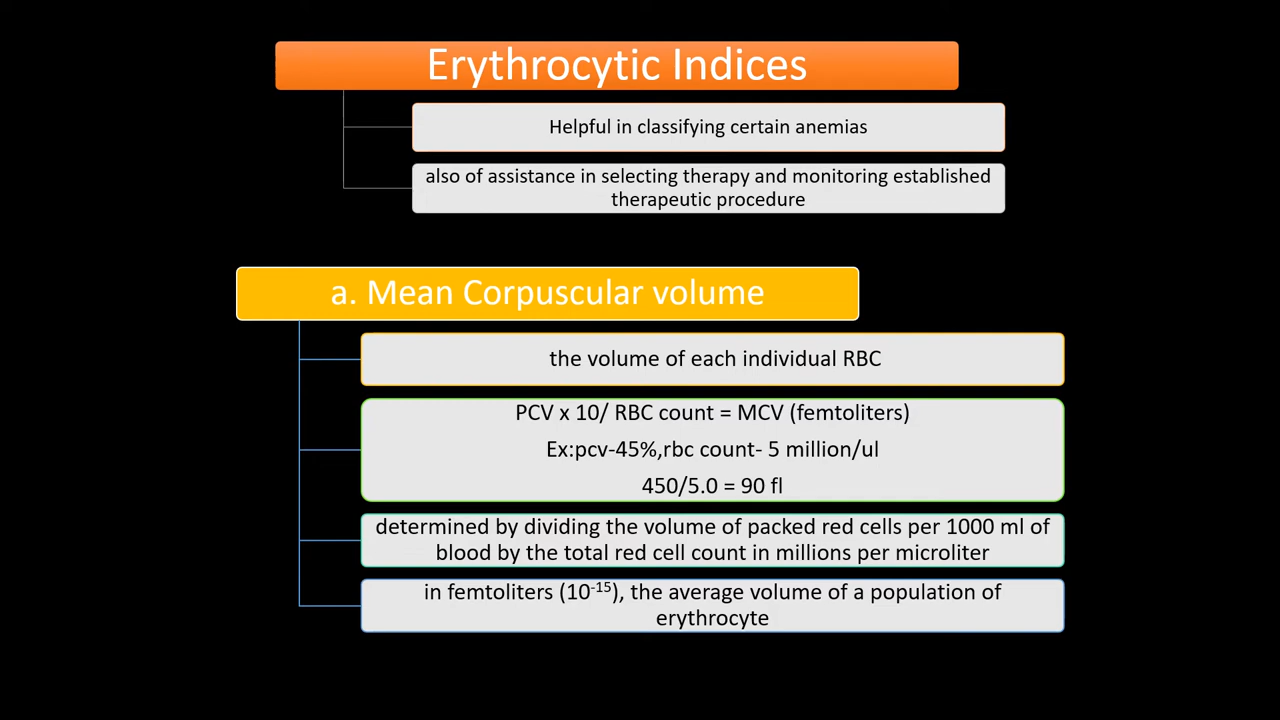 Erythrocytic Indices
Helpful in classifying certain anemias
also of assistance in selecting therapy and monitoring established
therapeutic procedure
a. Mean Corpuscular volume
the volume of each individual RBC
PCV x 10/ RBC count = MCV (femtoliters)
Ex:pcv-45%,rbc count- 5 million/ul
450/5.0 = 90 fl
determined by dividing the volume of packed red cells per 1000 ml of
blood by the total red cell count in millions per microliter
in femtoliters (10⁻¹⁵), the average volume of a population of
erythrocyte